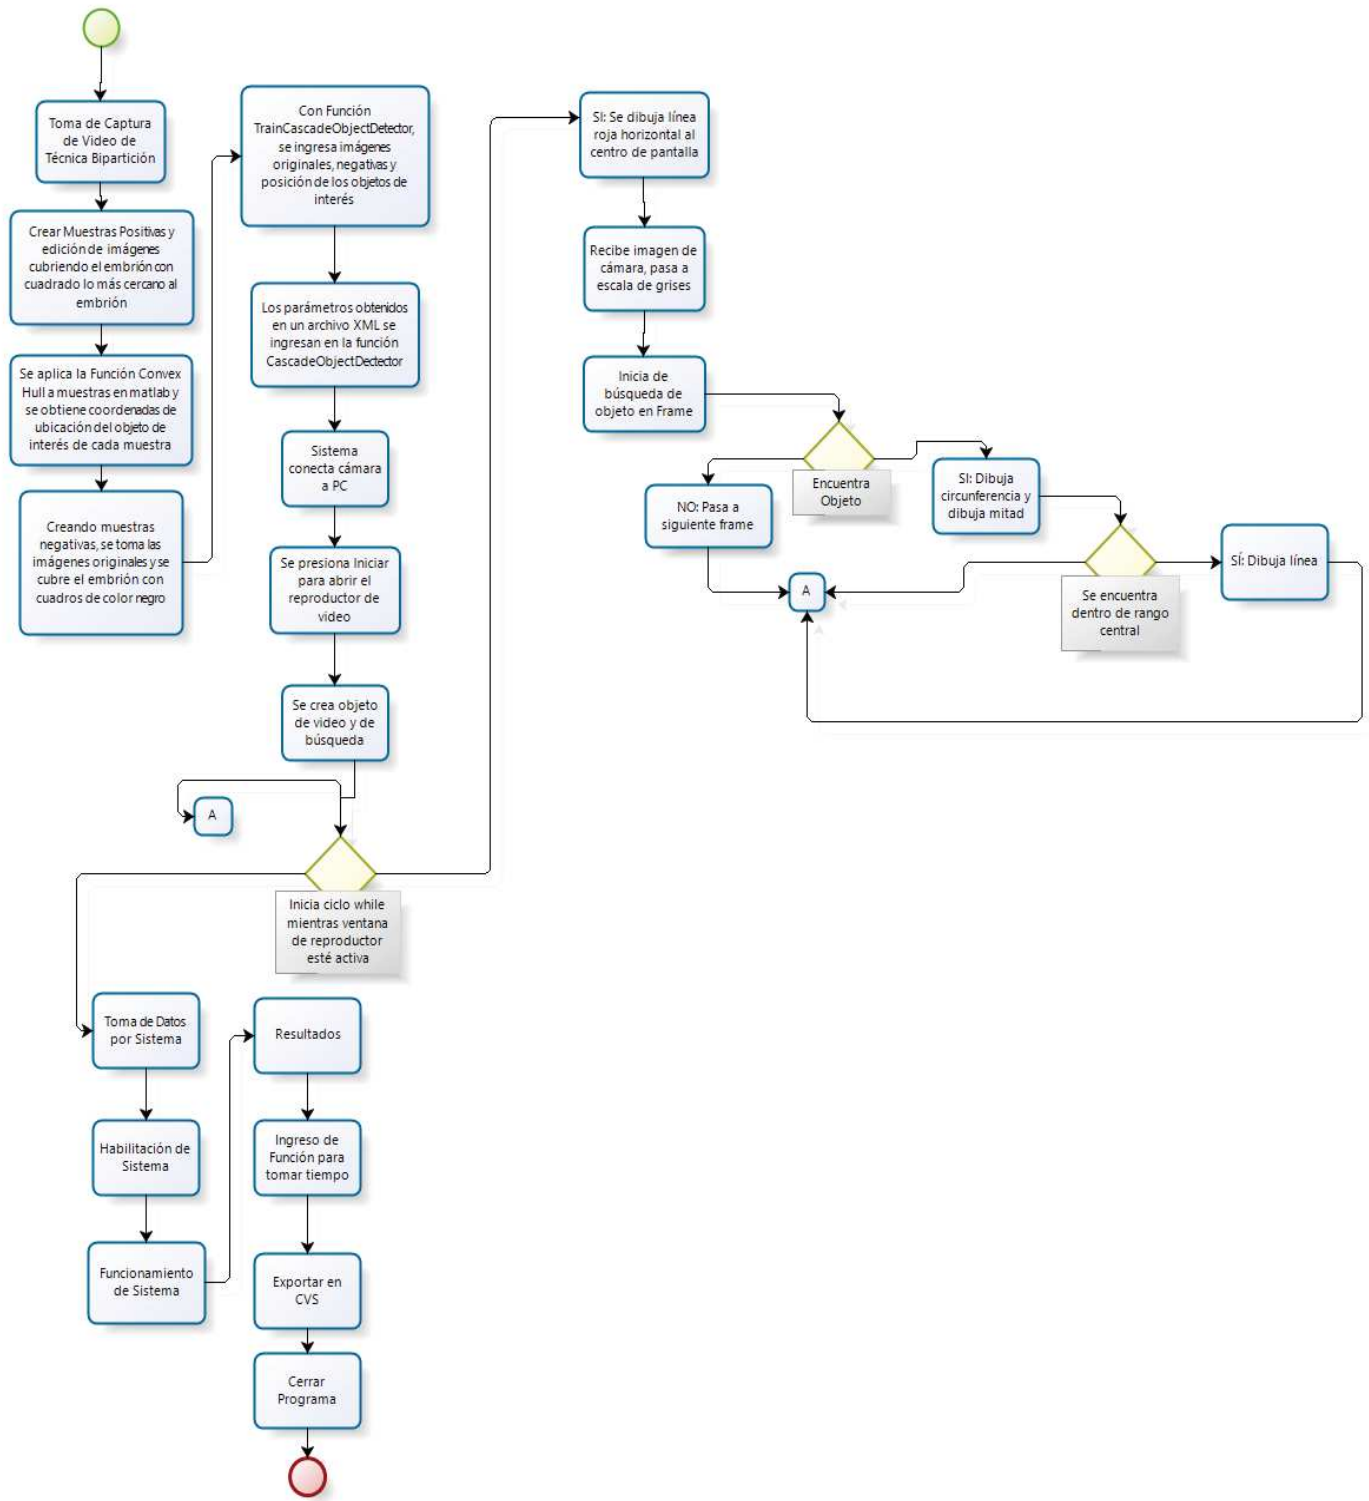 Toma de Captura
de Video de
Técnica Bipartición
Crear Muestras Positivas y
edición de imágenes
cubriendo el embrión con
cuadrado lo más cercano al
embrión
Se aplica la Función Convex
Hull a muestras en matlab y
se obtiene coordenadas de
ubicación del objeto de
interés de cada muestra
Creando muestras
negativas, se toma las
imágenes originales y se
cubre el embrión con
cuadros de color negro
Con Función
TrainCascadeObjectDetector,
se ingresa imágenes
originales, negativas y
posición de los objetos de
interés
Los parámetros obtenidos
en un archivo XML se
ingresan en la función
CascadeObjectDectector
Sistema
conecta cámara
a PC
Se presiona Iniciar
para abrir el
reproductor de
video
Se crea objeto
de video y de
búsqueda
A
Inicia ciclo while
mientras ventana
de reproductor
esté activa
SI: Se dibuja línea
roja horizontal al
centro de pantalla
Recibe imagen de
cámara, pasa a
escala de grises
Inicia de
búsqueda de
objeto en Frame
Encuentra
Objeto
NO: Pasa a
siguiente frame
SI: Dibuja
circunferencia y
dibuja mitad
Se encuentra
dentro de rango
central
SÍ: Dibuja línea
A
Toma de Datos
por Sistema
Habilitación de
Sistema
Funcionamiento
de Sistema
Resultados
Ingreso de
Función para
tomar tiempo
Exportar en
CVS
Cerrar
Programa